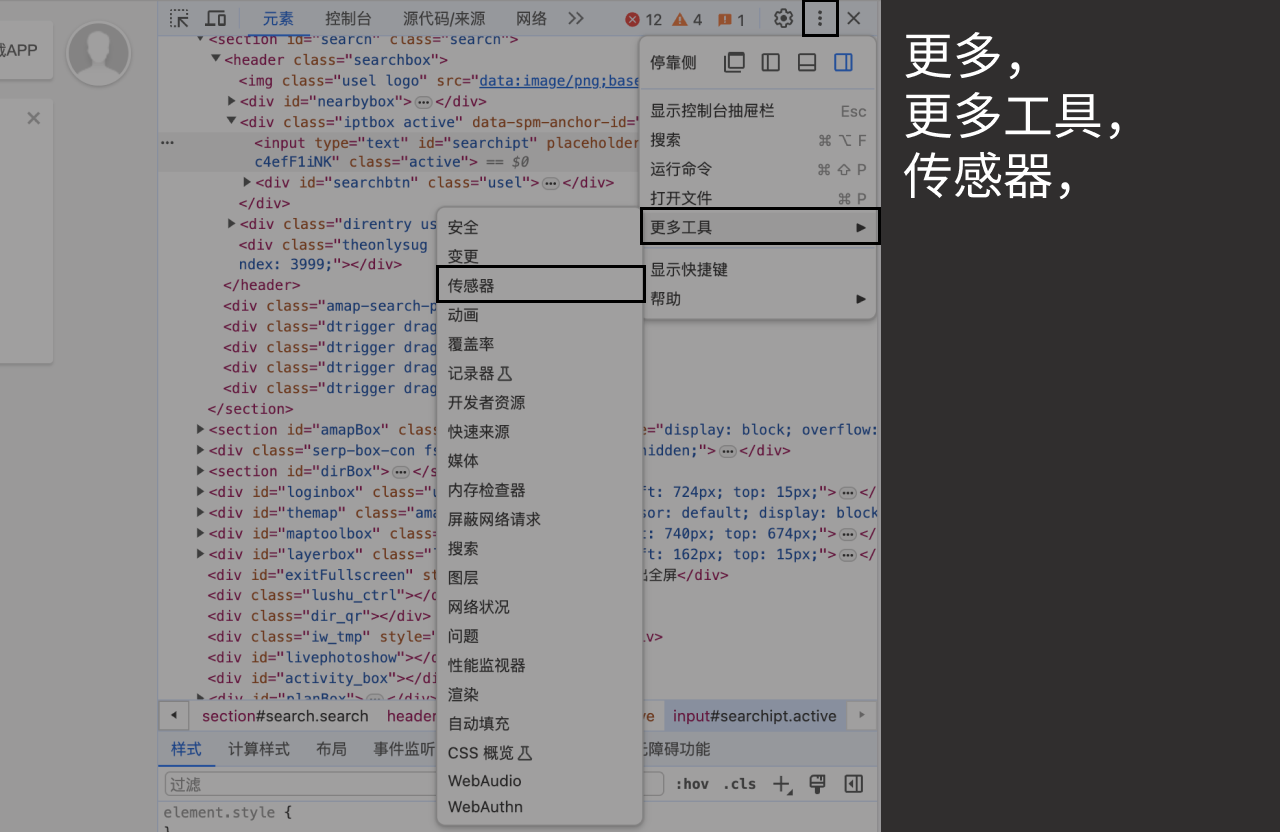 载APP
元素 控制台 源代码/来源 网络 12 4 1
<section id="search" class="search">
<header class="searchbox">
<img class="usel logo" src="data:image/png;base
<div id="nearbybox"> … </div>
<div class="iptbox active" data-spm-anchor-id="
<input type="text" id="searchipt" placeholder
c4efF1iNK" class="active"> == $0
<div id="searchbtn" class="usel"> … </div>
</div>
<div class="direntry us
<div class="theonlysug
ndex: 3999;"></div>
</header>
<div class="amap-search-p
<div class="dtrigger drag
<div class="dtrigger drag
<div class="dtrigger drag
<div class="dtrigger drag
</section>
<section id="amapBox" clas e="display: block; overflow:
<div class="serp-box-con fs idden;"> … </div>
<section id="dirBox"> … </s
<div id="loginbox" class="u ft: 724px; top: 15px;"> … </
<div id="themap" class="ama sor: default; display: block
<div id="maptoolbox" class= t: 740px; top: 674px;"> … </
<div id="layerbox" class="l ft: 162px; top: 15px;"> … </
<div id="exitFullscreen" st 出全屏</div>
<div class="lushu_ctrl"></d
<div class="dir_qr"></div>
<div class="iw_tmp" style=" v>
<div id="livephotoshow"></d
<div id="activity_box"></di
<div id="planBox"> … </div>
section#search.search header ve input#searchipt.active
样式 计算样式 布局 事件监听 无障碍功能
过滤 :hov .cls
element.style {
}
停靠侧
显示控制台抽屉栏 Esc
搜索 ⌘ ⌥ F
运行命令 ⌘ ⇧ P
打开文件 ⌘ P
更多工具
显示快捷键
帮助
安全
变更
传感器
动画
覆盖率
记录器
开发者资源
快速来源
媒体
内存检查器
屏蔽网络请求
搜索
图层
网络状况
问题
性能监视器
渲染
自动填充
CSS 概览
WebAudio
WebAuthn
更多，
更多工具，
传感器，